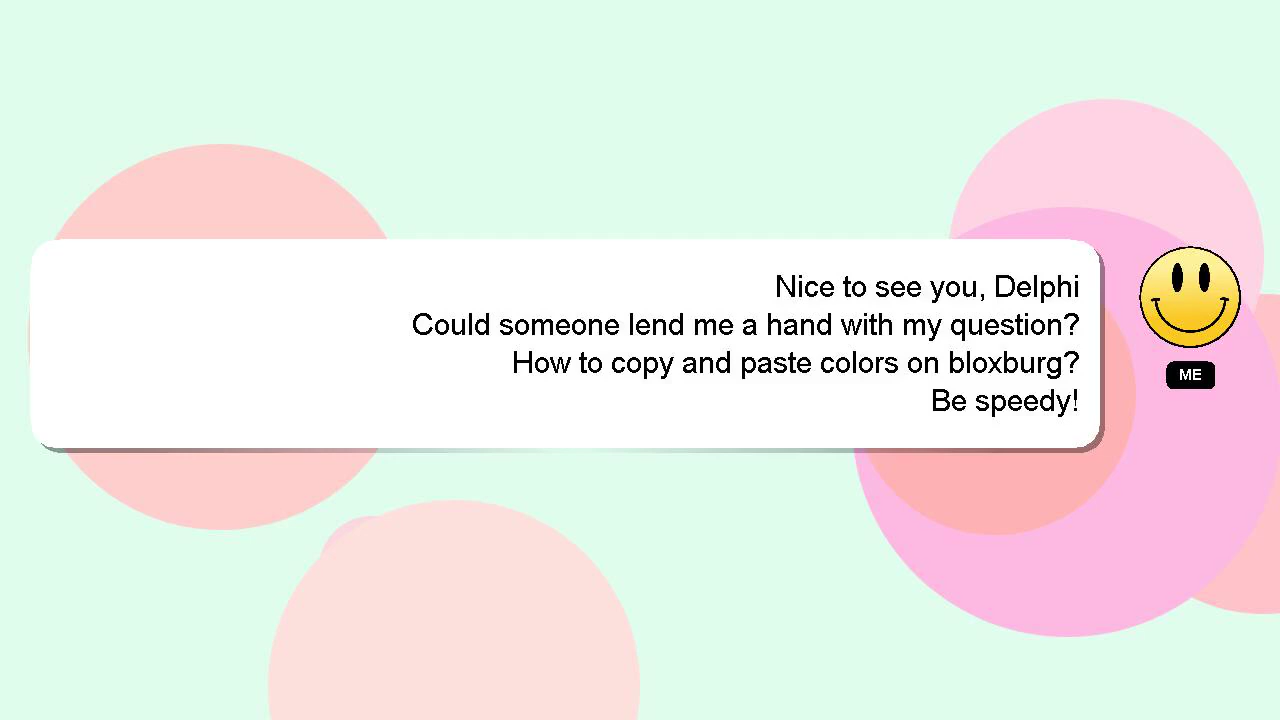 Nice to see you, Delphi
Could someone lend me a hand with my question?
How to copy and paste colors on bloxburg?
Be speedy!
ME